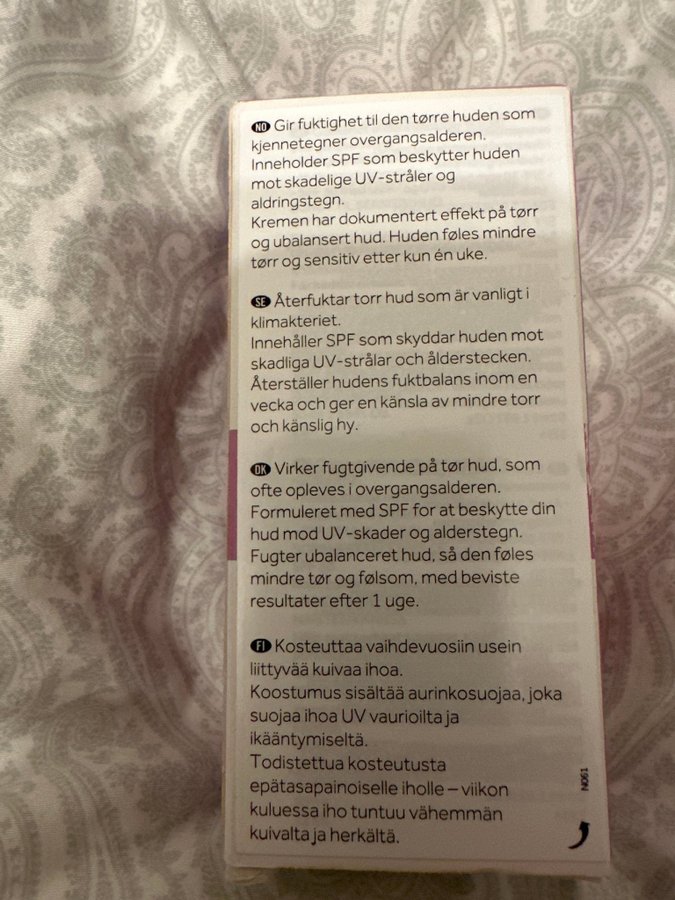 NO Gir fuktighet til den tørre huden som
kjennetegner overgangsalderen.
Inneholder SPF som beskytter huden
mot skadelige UV-stråler og
aldringstegn.
Kremen har dokumentert effekt på tørr
og ubalansert hud. Huden føles mindre
tørr og sensitiv etter kun én uke.
SE Återfuktar torr hud som är vanligt i
klimakteriet.
Innehåller SPF som skyddar huden mot
skadliga UV-strålar och ålderstecken.
Återställer hudens fuktbalans inom en
vecka och ger en känsla av mindre torr
och känslig hy.
DK Virker fugtgivende på tør hud, som
ofte opleves i overgangsalderen.
Formuleret med SPF for at beskytte din
hud mod UV-skader og alderstegn.
Fugter ubalanceret hud, så den føles
mindre tør og følsom, med beviste
resultater efter 1 uge.
FI Kosteuttaa vaihdevuosiin usein
liittyvää kuivaa ihoa.
Koostumus sisältää aurinkosuojaa, joka
suojaa ihoa UV vaurioilta ja
ikääntymiseltä.
Todistettua kosteutusta
epätasapainoiselle iholle – viikon
kuluessa iho tuntuu vähemmän
kuivalta ja herkältä.
N061